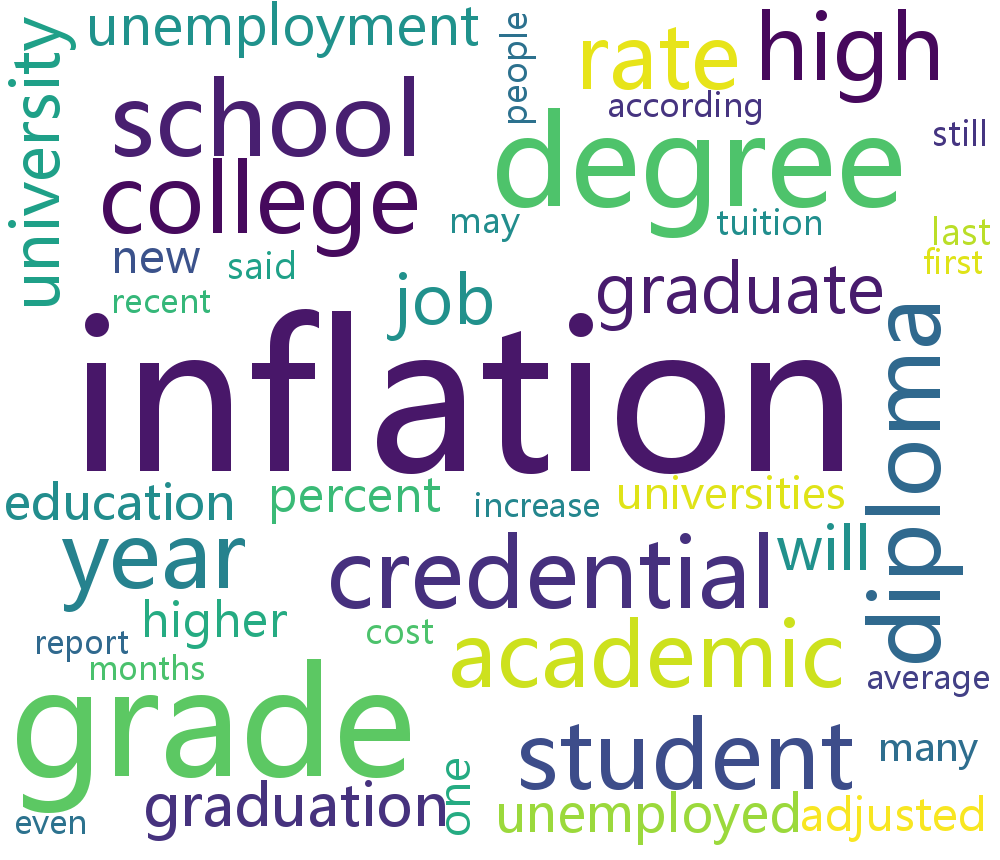 unemployment
university
people
rate
high
according
still
school
degree
college
may
tuition
last
first
new
said
job
graduate
recent
inflation
diploma
education
percent
increase
universities
year
credential
will
higher
cost
academic
report
months
average
grade
student
many
graduation
one
unemployed
adjusted
even